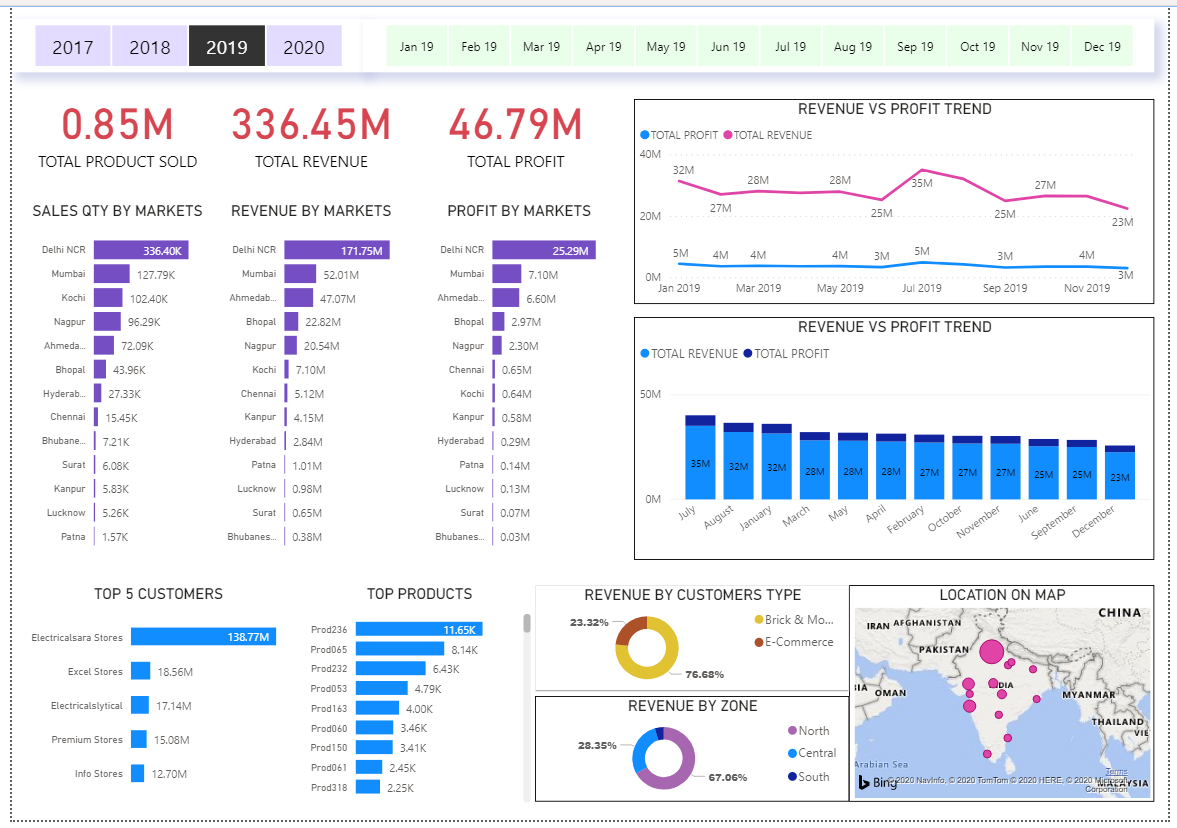 2017 2018 2019 2020
Jan 19 Feb 19 Mar 19 Apr 19 May 19 Jun 19 Jul 19 Aug 19 Sep 19 Oct 19 Nov 19 Dec 19
0.85M
TOTAL PRODUCT SOLD
336.45M
TOTAL REVENUE
46.79M
TOTAL PROFIT
SALES QTY BY MARKETS
Delhi NCR 336.40K
Mumbai 127.79K
Kochi 102.40K
Nagpur 96.29K
Ahmeda... 72.09K
Bhopal 43.96K
Hyderab... 27.33K
Chennai 15.45K
Bhubane... 7.21K
Surat 6.08K
Kanpur 5.83K
Lucknow 5.26K
Patna 1.57K
REVENUE BY MARKETS
Delhi NCR 171.75M
Mumbai 52.01M
Ahmedab... 47.07M
Bhopal 22.82M
Nagpur 20.54M
Kochi 7.10M
Chennai 5.12M
Kanpur 4.15M
Hyderabad 2.84M
Patna 1.01M
Lucknow 0.98M
Surat 0.65M
Bhubanes... 0.38M
PROFIT BY MARKETS
Delhi NCR 25.29M
Mumbai 7.10M
Ahmedab... 6.60M
Bhopal 2.97M
Nagpur 2.30M
Chennai 0.65M
Kochi 0.64M
Kanpur 0.58M
Hyderabad 0.29M
Patna 0.14M
Lucknow 0.13M
Surat 0.07M
Bhubanes... 0.03M
REVENUE VS PROFIT TREND
TOTAL PROFIT TOTAL REVENUE
40M
20M
0M
32M 27M 28M 28M 25M 35M 25M 27M 23M
5M 4M 4M 4M 3M 5M 3M 4M 3M
Jan 2019 Mar 2019 May 2019 Jul 2019 Sep 2019 Nov 2019
REVENUE VS PROFIT TREND
TOTAL REVENUE TOTAL PROFIT
50M
0M
35M 32M 32M 28M 28M 28M 27M 27M 27M 25M 25M 23M
July August January March May April February October November June September December
TOP 5 CUSTOMERS
Electricalsara Stores 138.77M
Excel Stores 18.56M
Electricalslytical 17.14M
Premium Stores 15.08M
Info Stores 12.70M
TOP PRODUCTS
Prod236 11.65K
Prod065 8.14K
Prod232 6.43K
Prod053 4.79K
Prod163 4.00K
Prod060 3.46K
Prod150 3.41K
Prod061 2.45K
Prod318 2.25K
REVENUE BY CUSTOMERS TYPE
23.32%
76.68%
Brick & Mo...
E-Commerce
REVENUE BY ZONE
28.35%
67.06%
North
Central
South
LOCATION ON MAP
CHINA
IRAN
AFGHANISTAN
PAKISTAN
OMAN
MYANMAR
THAILAND
VIE
Arabian Sea
Terms
Bing
© 2020 NavInfo, © 2020 TomTom © 2020 HERE, © 2020 Microsoft
Corporation